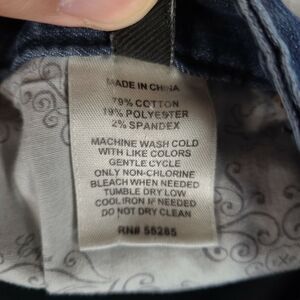 MADE IN CHINA
79% COTTON
19% POLYESTER
2% SPANDEX
MACHINE WASH COLD
WITH LIKE COLORS
GENTLE CYCLE
ONLY NON-CHLORINE
BLEACH WHEN NEEDED
TUMBLE DRY LOW
COOL IRON IF NEEDED
DO NOT DRY CLEAN
RN# 55285